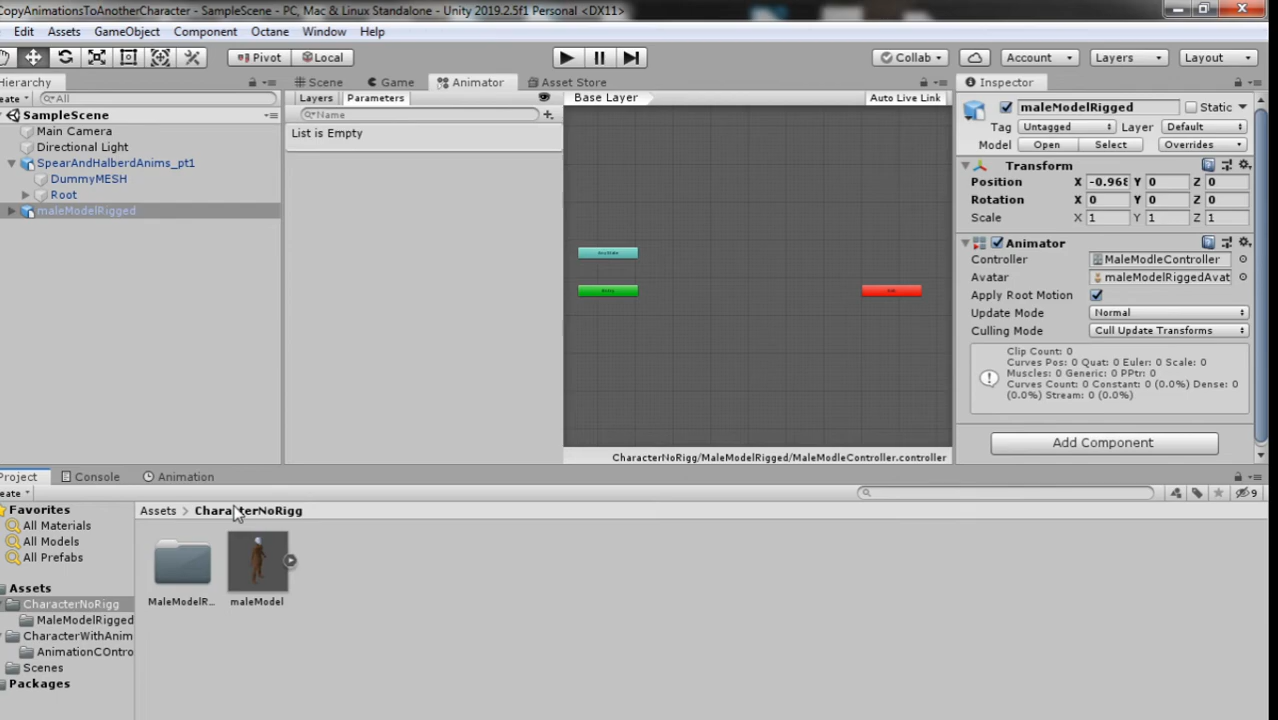 CopyAnimationsToAnotherCharacter - SampleScene - PC, Mac & Linux Standalone - Unity 2019.2.5f1 Personal <DX11>
Edit Assets GameObject Component Octane Window Help
Pivot Local Collab Account Layers Layout
Hierarchy
eate All
SampleScene
Main Camera
Directional Light
SpearAndHalberdAnims_pt1
DummyMESH
Root
maleModelRigged
Scene Game Animator Asset Store
Layers Parameters
Name
List is Empty
Base Layer Auto Live Link
CharacterNoRigg/MaleModelRigged/MaleModleController.controller
Inspector
maleModelRigged Static
Tag Untagged Layer Default
Model Open Select Overrides
Transform
Position X -0.968 Y 0 Z 0
Rotation X 0 Y 0 Z 0
Scale X 1 Y 1 Z 1
Animator
Controller MaleModleController
Avatar maleModelRiggedAvat
Apply Root Motion
Update Mode Normal
Culling Mode Cull Update Transforms
Clip Count: 0
Curves Pos: 0 Quat: 0 Euler: 0 Scale: 0
Muscles: 0 Generic: 0 PPtr: 0
Curves Count: 0 Constant: 0 (0.0%) Dense: 0
(0.0%) Stream: 0 (0.0%)
Add Component
Project Console Animation
eate 9
Favorites
All Materials
All Models
All Prefabs
Assets
CharacterNoRigg
MaleModelRigged
CharacterWithAnim
AnimationCOntro
Scenes
Packages
Assets > CharacterNoRigg
MaleModelR... maleModel